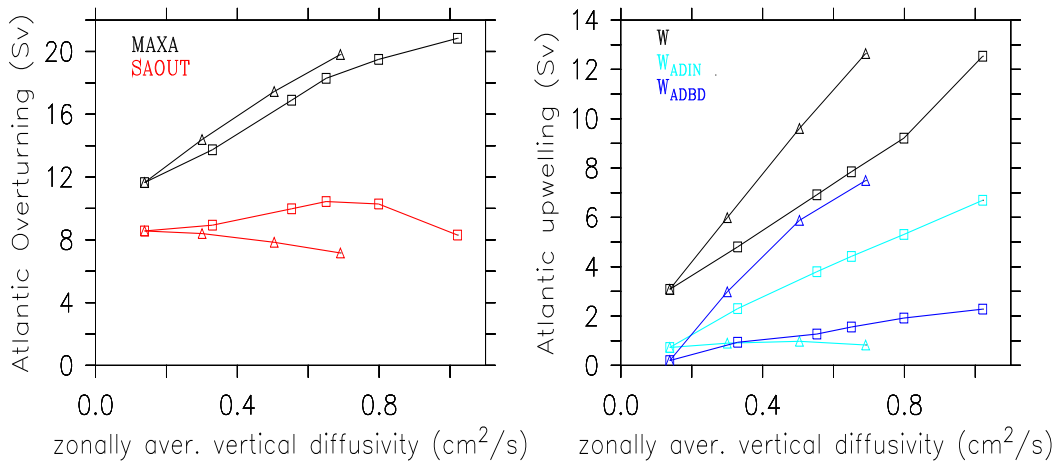 Atlantic Overturning (Sv)
20
16
12
8
4
0
MAXA
SAOUT
0.0 0.4 0.8
zonally aver. vertical diffusivity (cm²/s)
Atlantic upwelling (Sv)
14
12
10
8
6
4
2
0
W
W_ADIN
W_ADBD
0.0 0.4 0.8
zonally aver. vertical diffusivity (cm²/s)